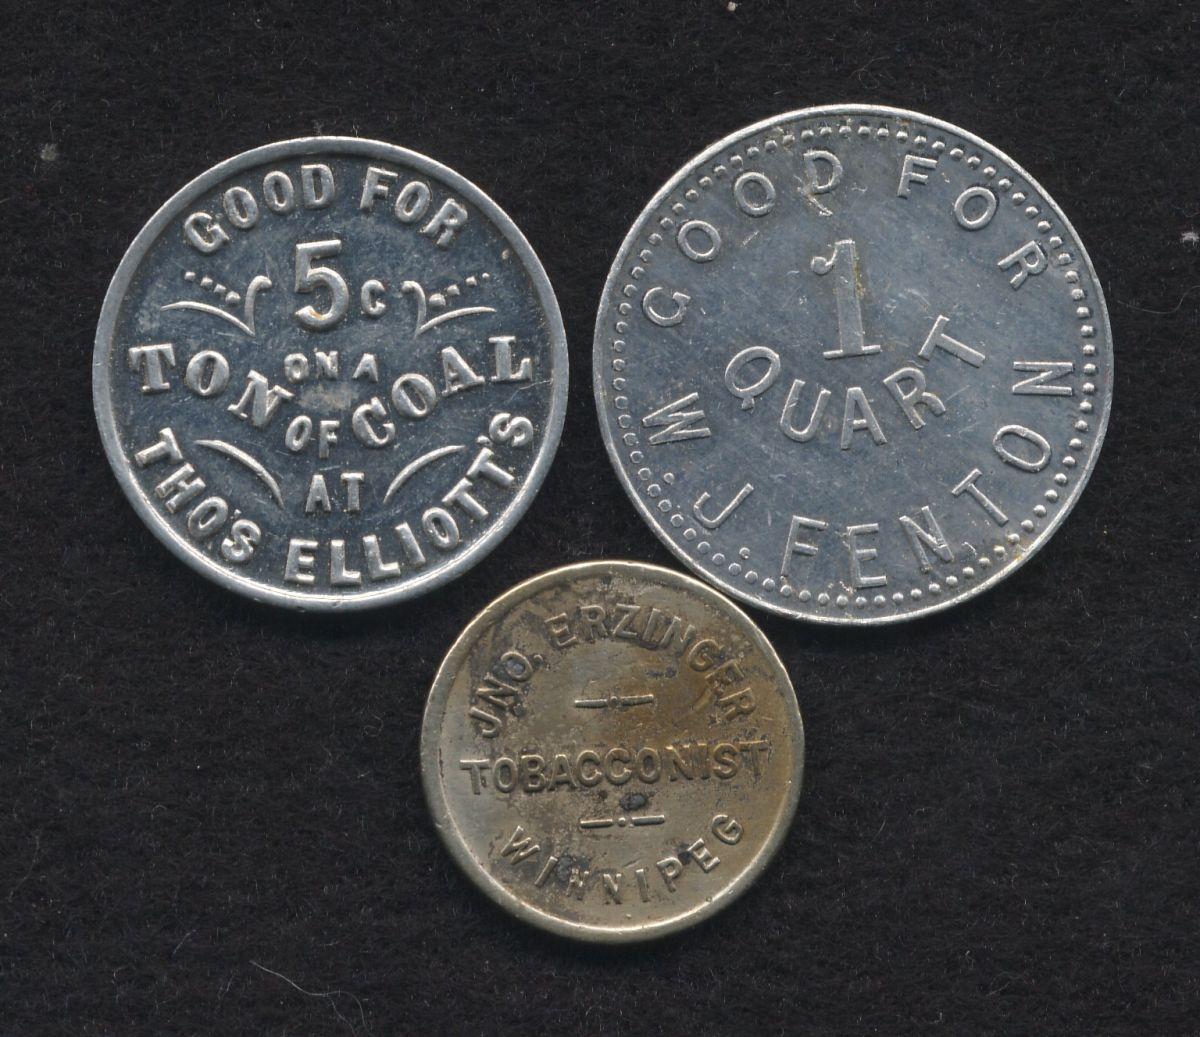 GOOD FOR
5c
ON A
TON OF COAL
AT
THO'S ELLIOTT'S
GOOD FOR
1
QUART
W. J. FENTON
JNO. ERZINGER
TOBACCONIST
WINNIPEG